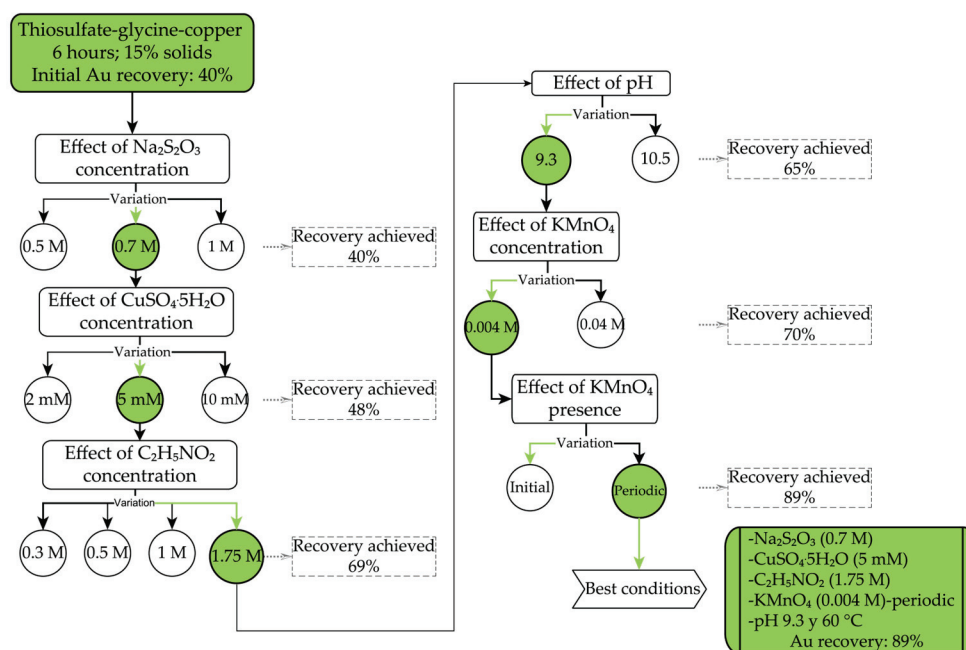 Thiosulfate-glycine-copper
6 hours; 15% solids
Initial Au recovery: 40%
Effect of Na₂S₂O₃
concentration
Variation
0.5 M
0.7 M
1 M
Recovery achieved
40%
Effect of CuSO₄·5H₂O
concentration
Variation
2 mM
5 mM
10 mM
Recovery achieved
48%
Effect of C₂H₅NO₂
concentration
Variation
0.3 M
0.5 M
1 M
1.75 M
Recovery achieved
69%
Effect of pH
Variation
9.3
10.5
Recovery achieved
65%
Effect of KMnO₄
concentration
Variation
0.004 M
0.04 M
Recovery achieved
70%
Effect of KMnO₄
presence
Variation
Initial
Periodic
Recovery achieved
89%
Best conditions
-Na₂S₂O₃ (0.7 M)
-CuSO₄·5H₂O (5 mM)
-C₂H₅NO₂ (1.75 M)
-KMnO₄ (0.004 M)-periodic
-pH 9.3 y 60 °C
Au recovery: 89%